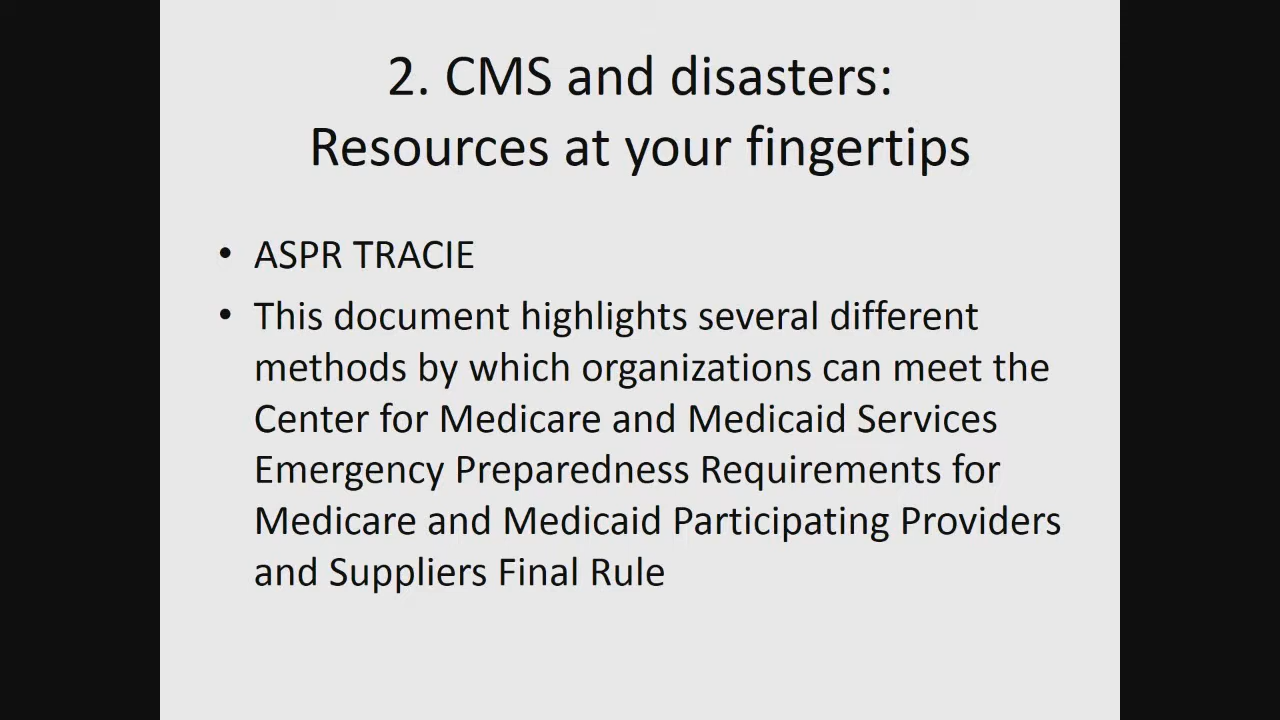 2. CMS and disasters:
Resources at your fingertips
• ASPR TRACIE
• This document highlights several different
methods by which organizations can meet the
Center for Medicare and Medicaid Services
Emergency Preparedness Requirements for
Medicare and Medicaid Participating Providers
and Suppliers Final Rule